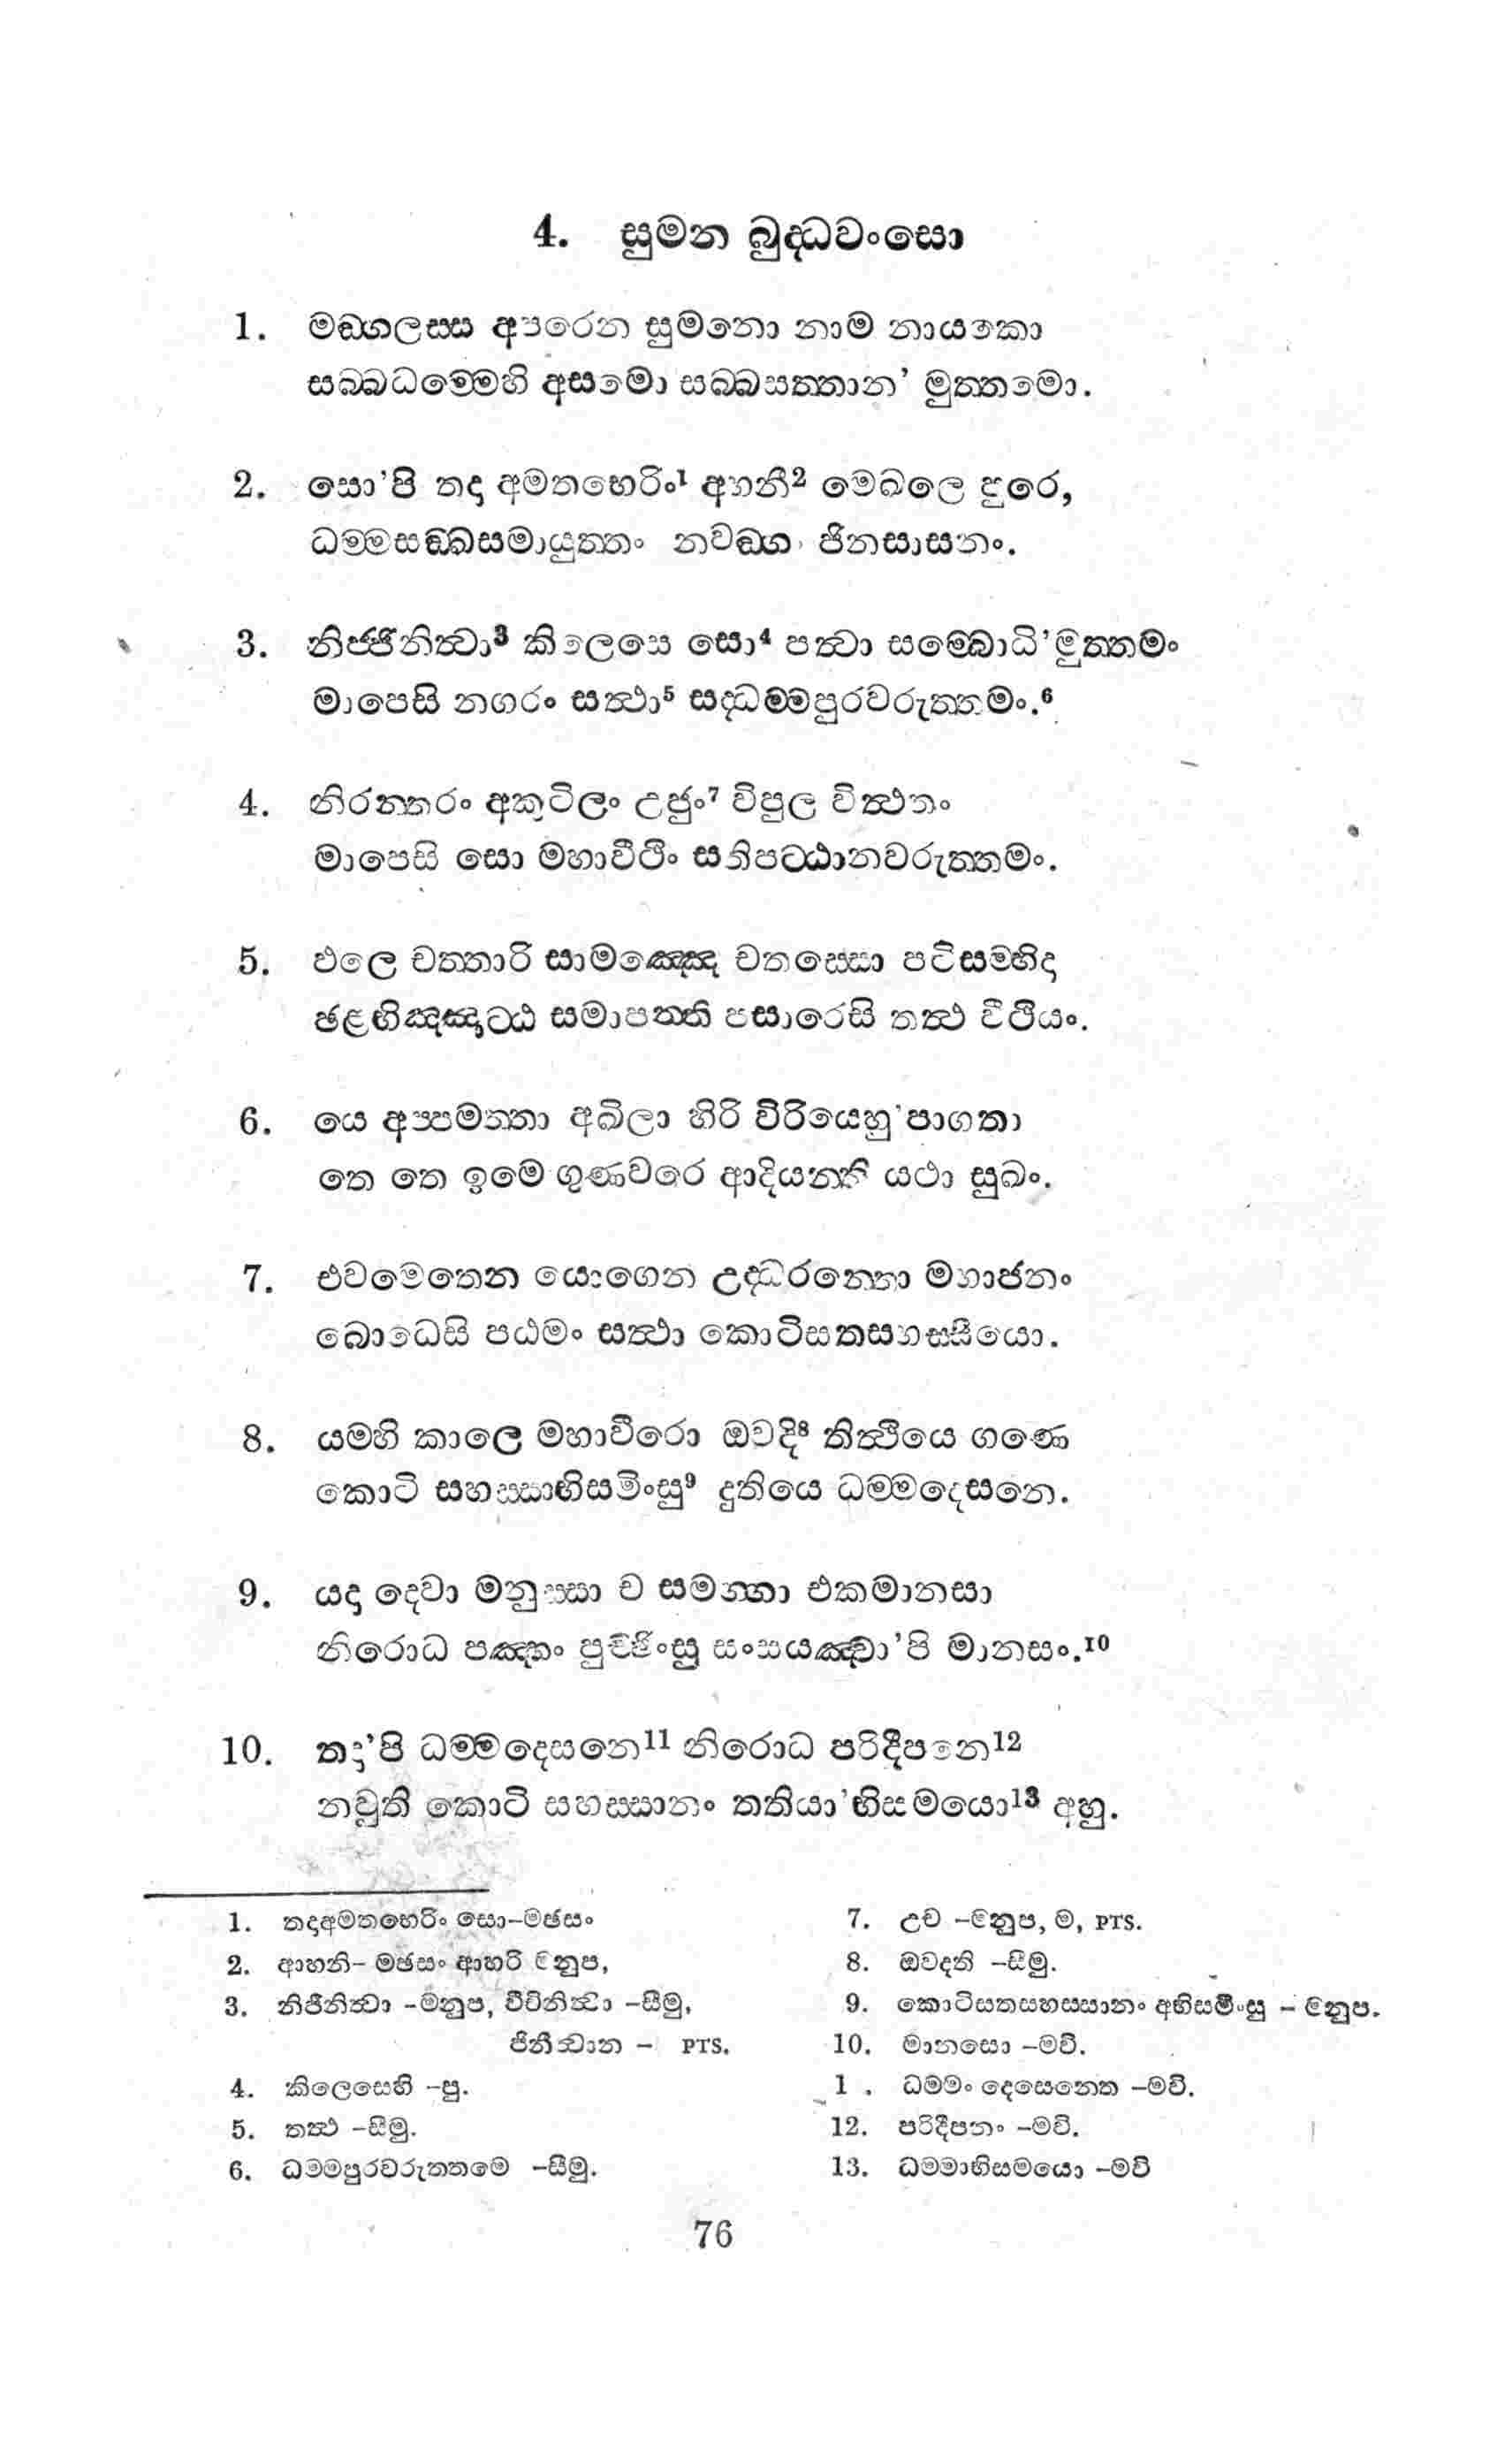 4. සුමන බුද්ධවංසො
1. මඞ්ගලස්ස අපරෙන සුමනො නාම නායකො
සබ්බධම්මෙහි අසමො සබ්බසත්තාන’ මුත්තමො.
2. සො’පි තදා අමතභෙරිං¹ අහනී² මෙඛලෙ පුරෙ,
ධම්මසඞ්ඛසමායුත්තං නවඞ්ග ජිනසාසනං.
3. නිජ්ජිනිත්වා³ කිලෙසෙ සො⁴ පත්වා සම්බොධි’මුත්තමං
මාපෙසි නගරං සත්ථා⁵ සද්ධම්මපුරවරුත්තමං.⁶
4. නිරන්තරං අකුටිලං උජුං⁷ විපුල විත්ථතං
මාපෙසි සො මහාවීථිං සතිපට්ඨානවරුත්තමං.
5. ඵලෙ චත්තාරි සාමඤ්ඤෙ චතස්සො පටිසම්භිදා
ඡළභිඤ්ඤාට්ඨ සමාපත්ති පසාරෙසි තත්ථ වීථියං.
6. යෙ අප්පමත්තා අඛිලා හිරි විරියෙහු’පාගතා
තෙ තෙ ඉමෙ ගුණවරෙ ආදියන්ති යථා සුඛං.
7. එවමෙතෙන යොගෙන උද්ධරන්තො මහාජනං
බොධෙසි පඨමං සත්ථා කොටිසතසහස්සියො.
8. යම්හි කාලෙ මහාවීරො ඔවදි⁸ තිත්ථියෙ ගණෙ
කොටි සහස්සාභිසමිංසු⁹ දුතියෙ ධම්මදෙසනෙ.
9. යදා දෙවා මනුස්සා ච සමග්ගා එකමානසා
නිරොධ පඤ්හං පුච්ඡිංසු සංසයඤ්චා’පි මානසං.¹⁰
10. තදා’පි ධම්මදෙසනෙ¹¹ නිරොධ පරිදීපනෙ¹²
නවුති කොටි සහස්සානං තතියා’භිසමයො¹³ අහු.
1. තදාඅමතභෙරිං සො-මඡසං
2. ආහනි- මඡසං ආහරි මනුප,
3. නිජිනිත්වා -මනුප, විචිනිත්වා -සීමු,
ජිනිත්වාන - PTS.
4. කිලෙසෙහි -පු.
5. තත්ථ -සීමු.
6. ධම්මපුරවරුත්තමෙ -සීමු.
7. උච -මනුප, ම, PTS.
8. ඔවදති -සීමු.
9. කොටිසතසහස්සානං අභිසමිංසු - මනුප.
10. මානසො -මවි.
1 . ධම්මං දෙසෙන්තෙ -මවි.
12. පරිදීපනං -මවි.
13. ධම්මාභිසමයො -මවි
76